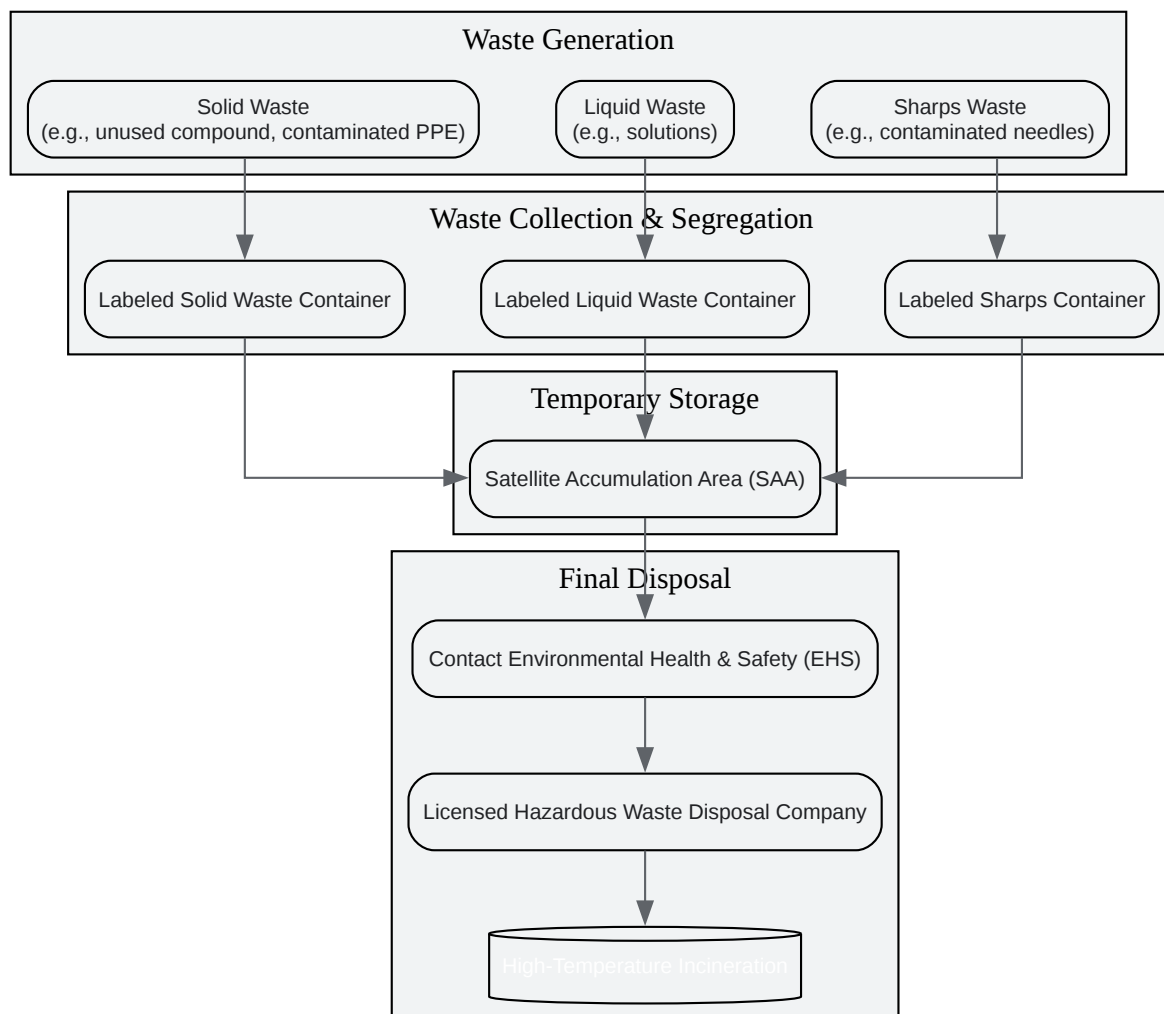 Waste Generation
Solid Waste
(e.g., unused compound, contaminated PPE)
Liquid Waste
(e.g., solutions)
Sharps Waste
(e.g., contaminated needles)
Waste Collection & Segregation
Labeled Solid Waste Container
Labeled Liquid Waste Container
Labeled Sharps Container
Temporary Storage
Satellite Accumulation Area (SAA)
Final Disposal
Contact Environmental Health & Safety (EHS)
Licensed Hazardous Waste Disposal Company
High-Temperature Incineration